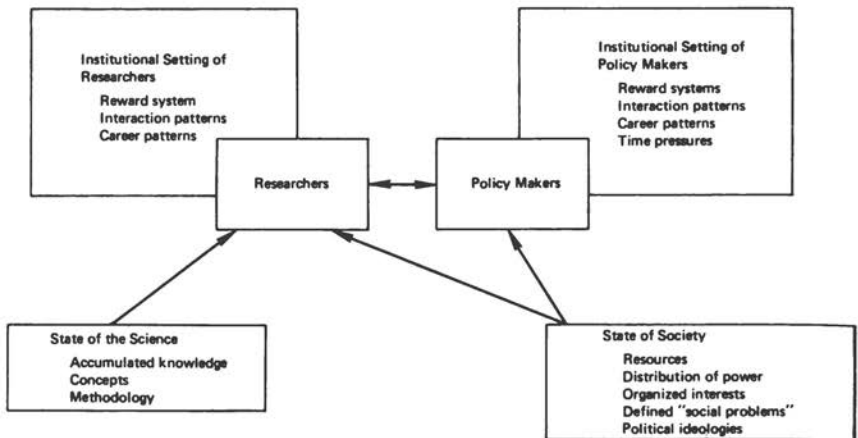 Institutional Setting of
Researchers
Reward system
Interaction patterns
Career patterns
Institutional Setting of
Policy Makers
Reward systems
Interaction patterns
Career patterns
Time pressures
Researchers
Policy Makers
State of the Science
Accumulated knowledge
Concepts
Methodology
State of Society
Resources
Distribution of power
Organized interests
Defined "social problems"
Political ideologies